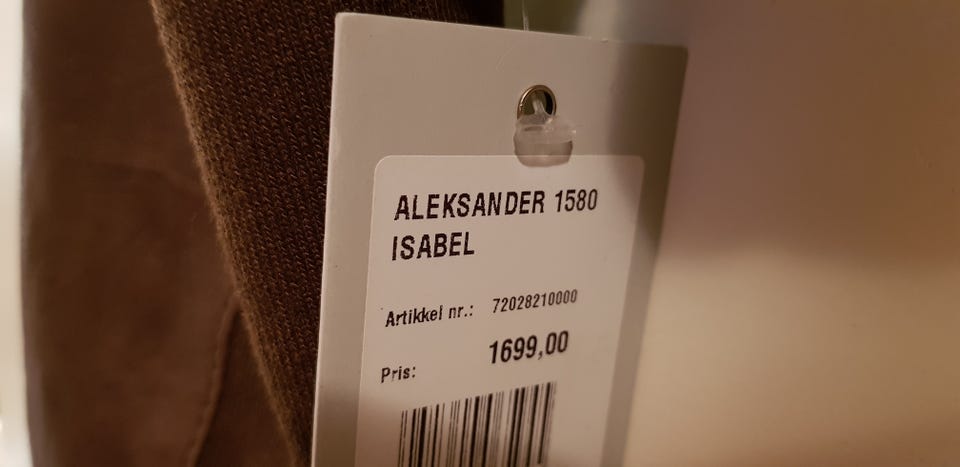 ALEKSANDER 1580
ISABEL
Artikkel nr.: 72028210000
Pris: 1699,00